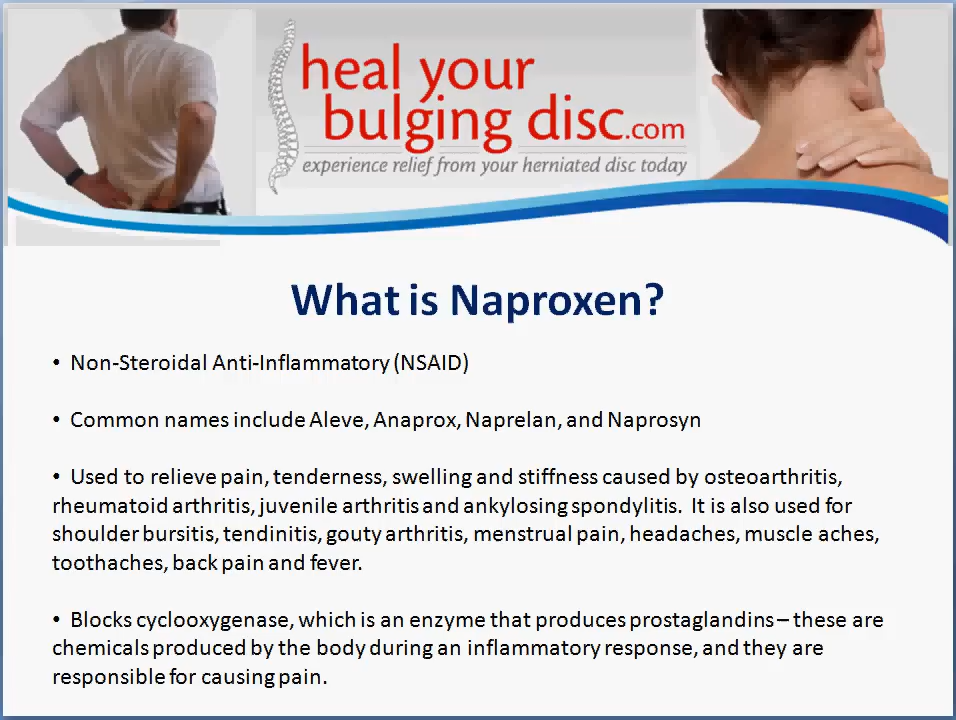 heal your
bulging disc.com
experience relief from your herniated disc today
What is Naproxen?
• Non-Steroidal Anti-Inflammatory (NSAID)
• Common names include Aleve, Anaprox, Naprelan, and Naprosyn
• Used to relieve pain, tenderness, swelling and stiffness caused by osteoarthritis,
rheumatoid arthritis, juvenile arthritis and ankylosing spondylitis.  It is also used for
shoulder bursitis, tendinitis, gouty arthritis, menstrual pain, headaches, muscle aches,
toothaches, back pain and fever.
• Blocks cyclooxygenase, which is an enzyme that produces prostaglandins – these are
chemicals produced by the body during an inflammatory response, and they are
responsible for causing pain.